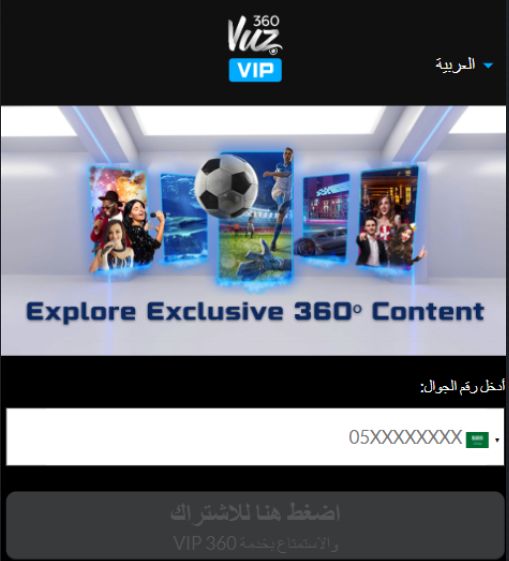 360
Vuz
VIP
العربية
Explore Exclusive 360° Content
أدخل رقم الجوال:
05XXXXXXXX
اضغط هنا للاشتراك
والاستمتاع بخدمة 360 VIP